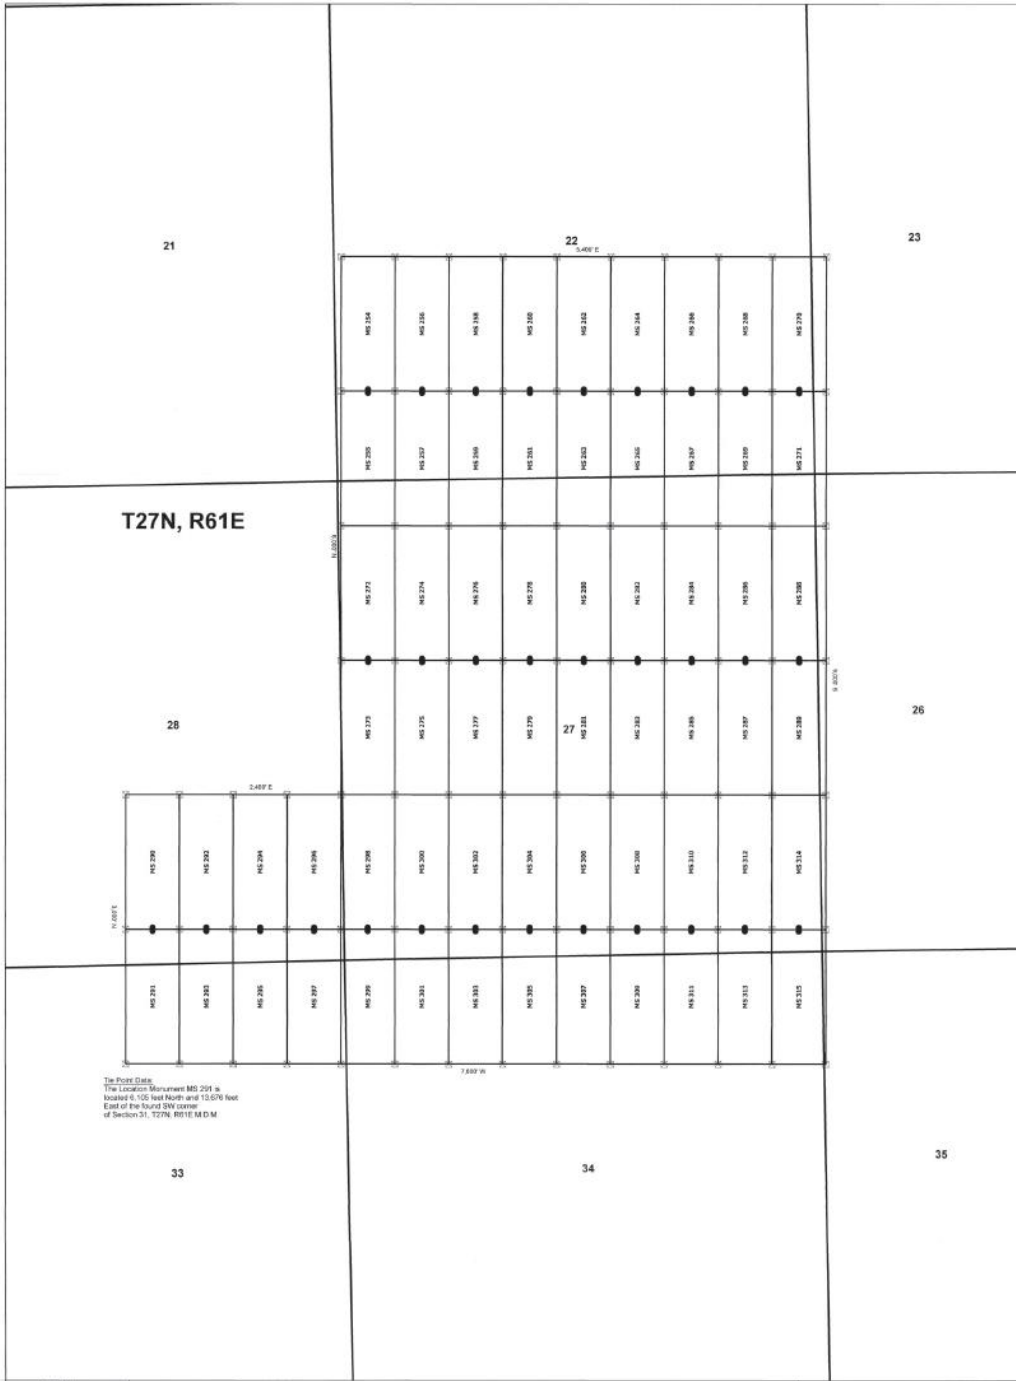 21
22
23
5,400' E
MS 254
MS 256
MS 258
MS 260
MS 262
MS 264
MS 266
MS 268
MS 270
MS 255
MS 257
MS 259
MS 261
MS 263
MS 265
MS 267
MS 269
MS 271
T27N, R61E
MS 272
MS 274
MS 276
MS 278
MS 280
MS 282
MS 284
MS 286
MS 288
28
MS 273
MS 275
MS 277
MS 279
27
MS 281
MS 283
MS 285
MS 287
MS 289
26
2,400' E
MS 290
MS 292
MS 294
MS 296
MS 298
MS 300
MS 302
MS 304
MS 306
MS 308
MS 310
MS 312
MS 314
3,000' N
MS 291
MS 293
MS 295
MS 297
MS 299
MS 301
MS 303
MS 305
MS 307
MS 309
MS 311
MS 313
MS 315
7,800' W
Tie Point Data:
The Location Monument MS 291 is
located 6,105 feet North and 13,676 feet
East of the found SW corner
of Section 31, T27N, R61E M.D.M.
33
34
35